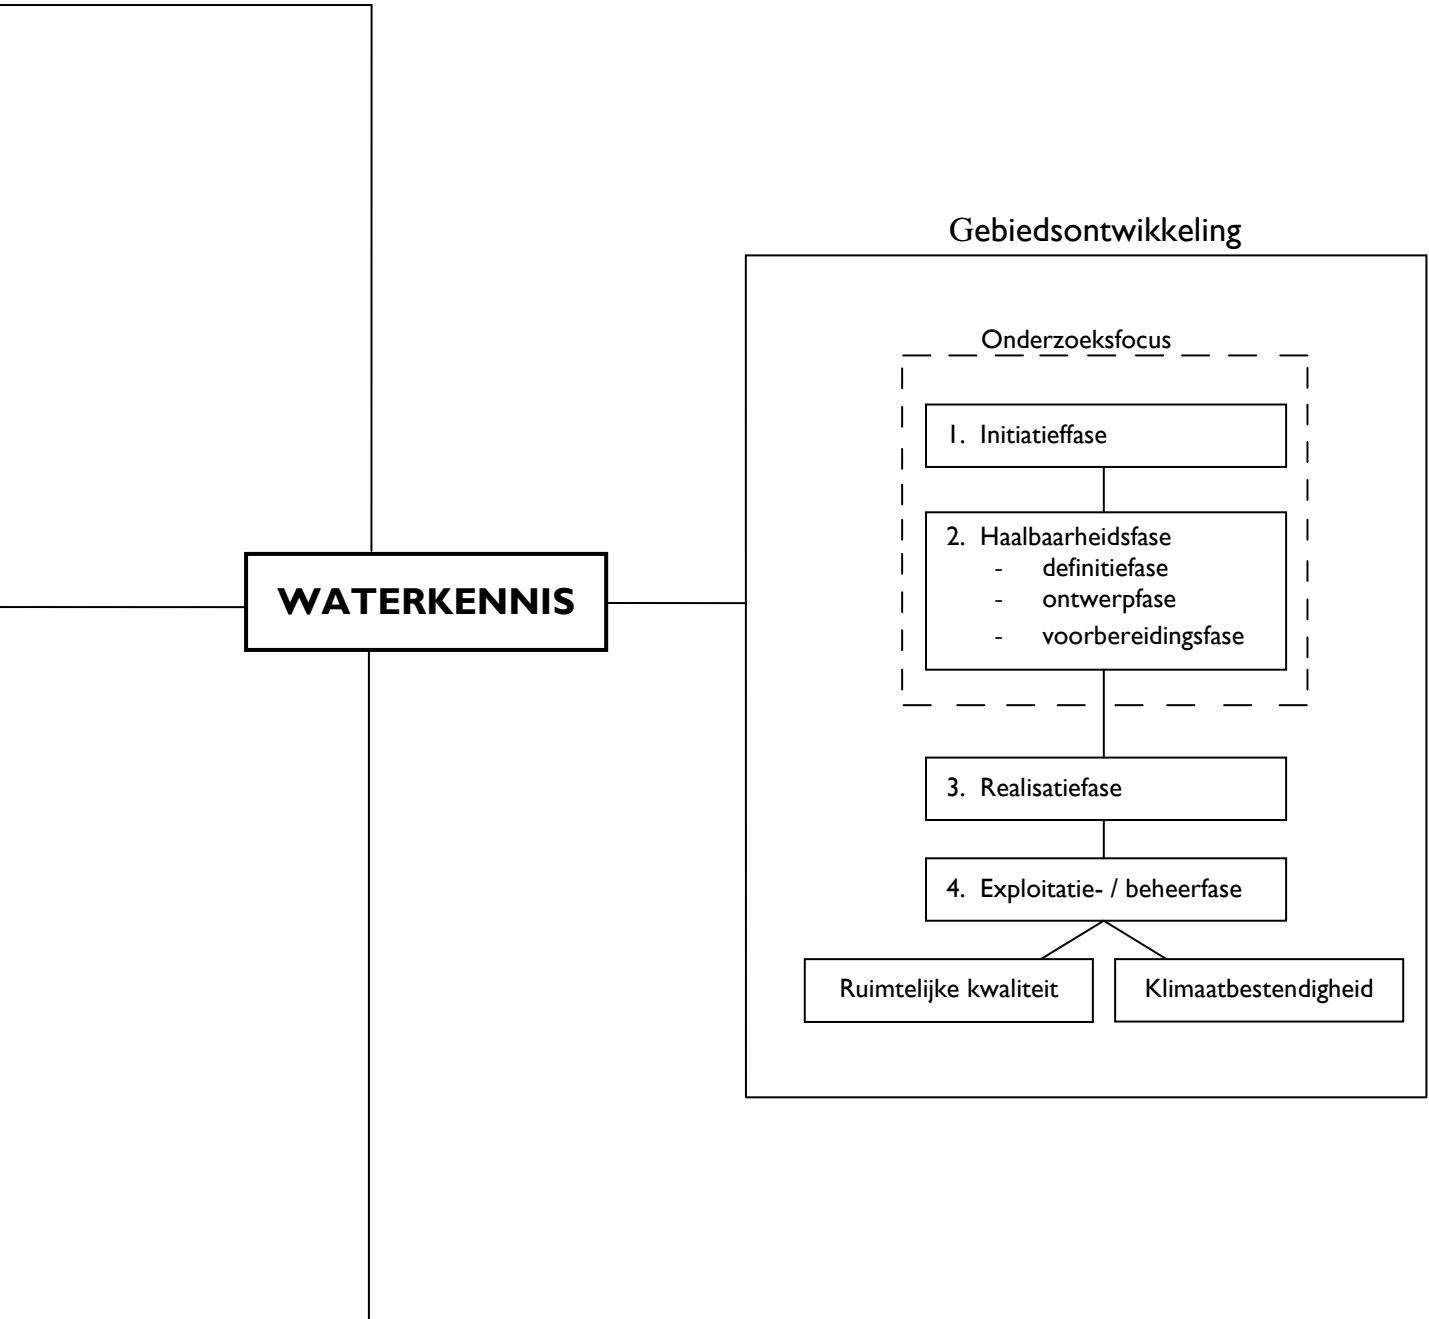 Gebiedsontwikkeling
Onderzoeksfocus
1. Initiatieffase
2. Haalbaarheidsfase
- definitiefase
- ontwerpfase
- voorbereidingsfase
WATERKENNIS
3. Realisatiefase
4. Exploitatie- / beheerfase
Ruimtelijke kwaliteit
Klimaatbestendigheid